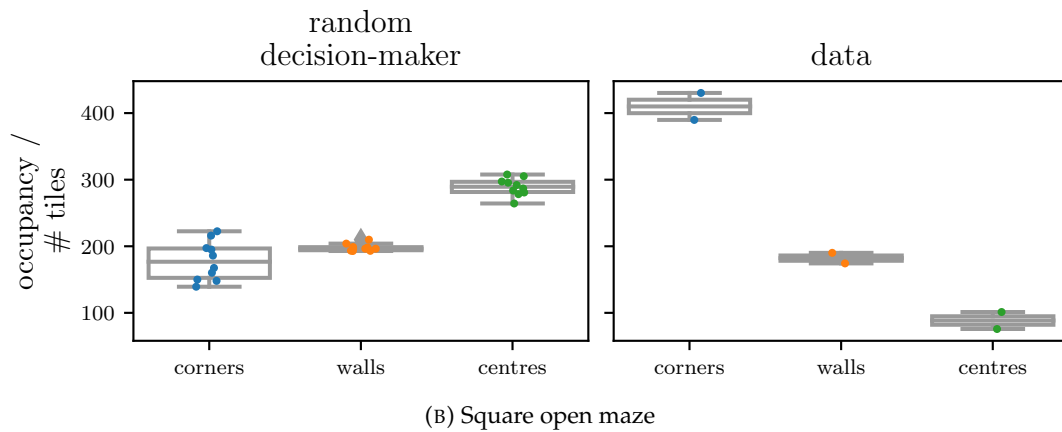 random
decision-maker
data
occupancy /
# tiles
400
300
200
100
corners
walls
centres
corners
walls
centres
(B) Square open maze